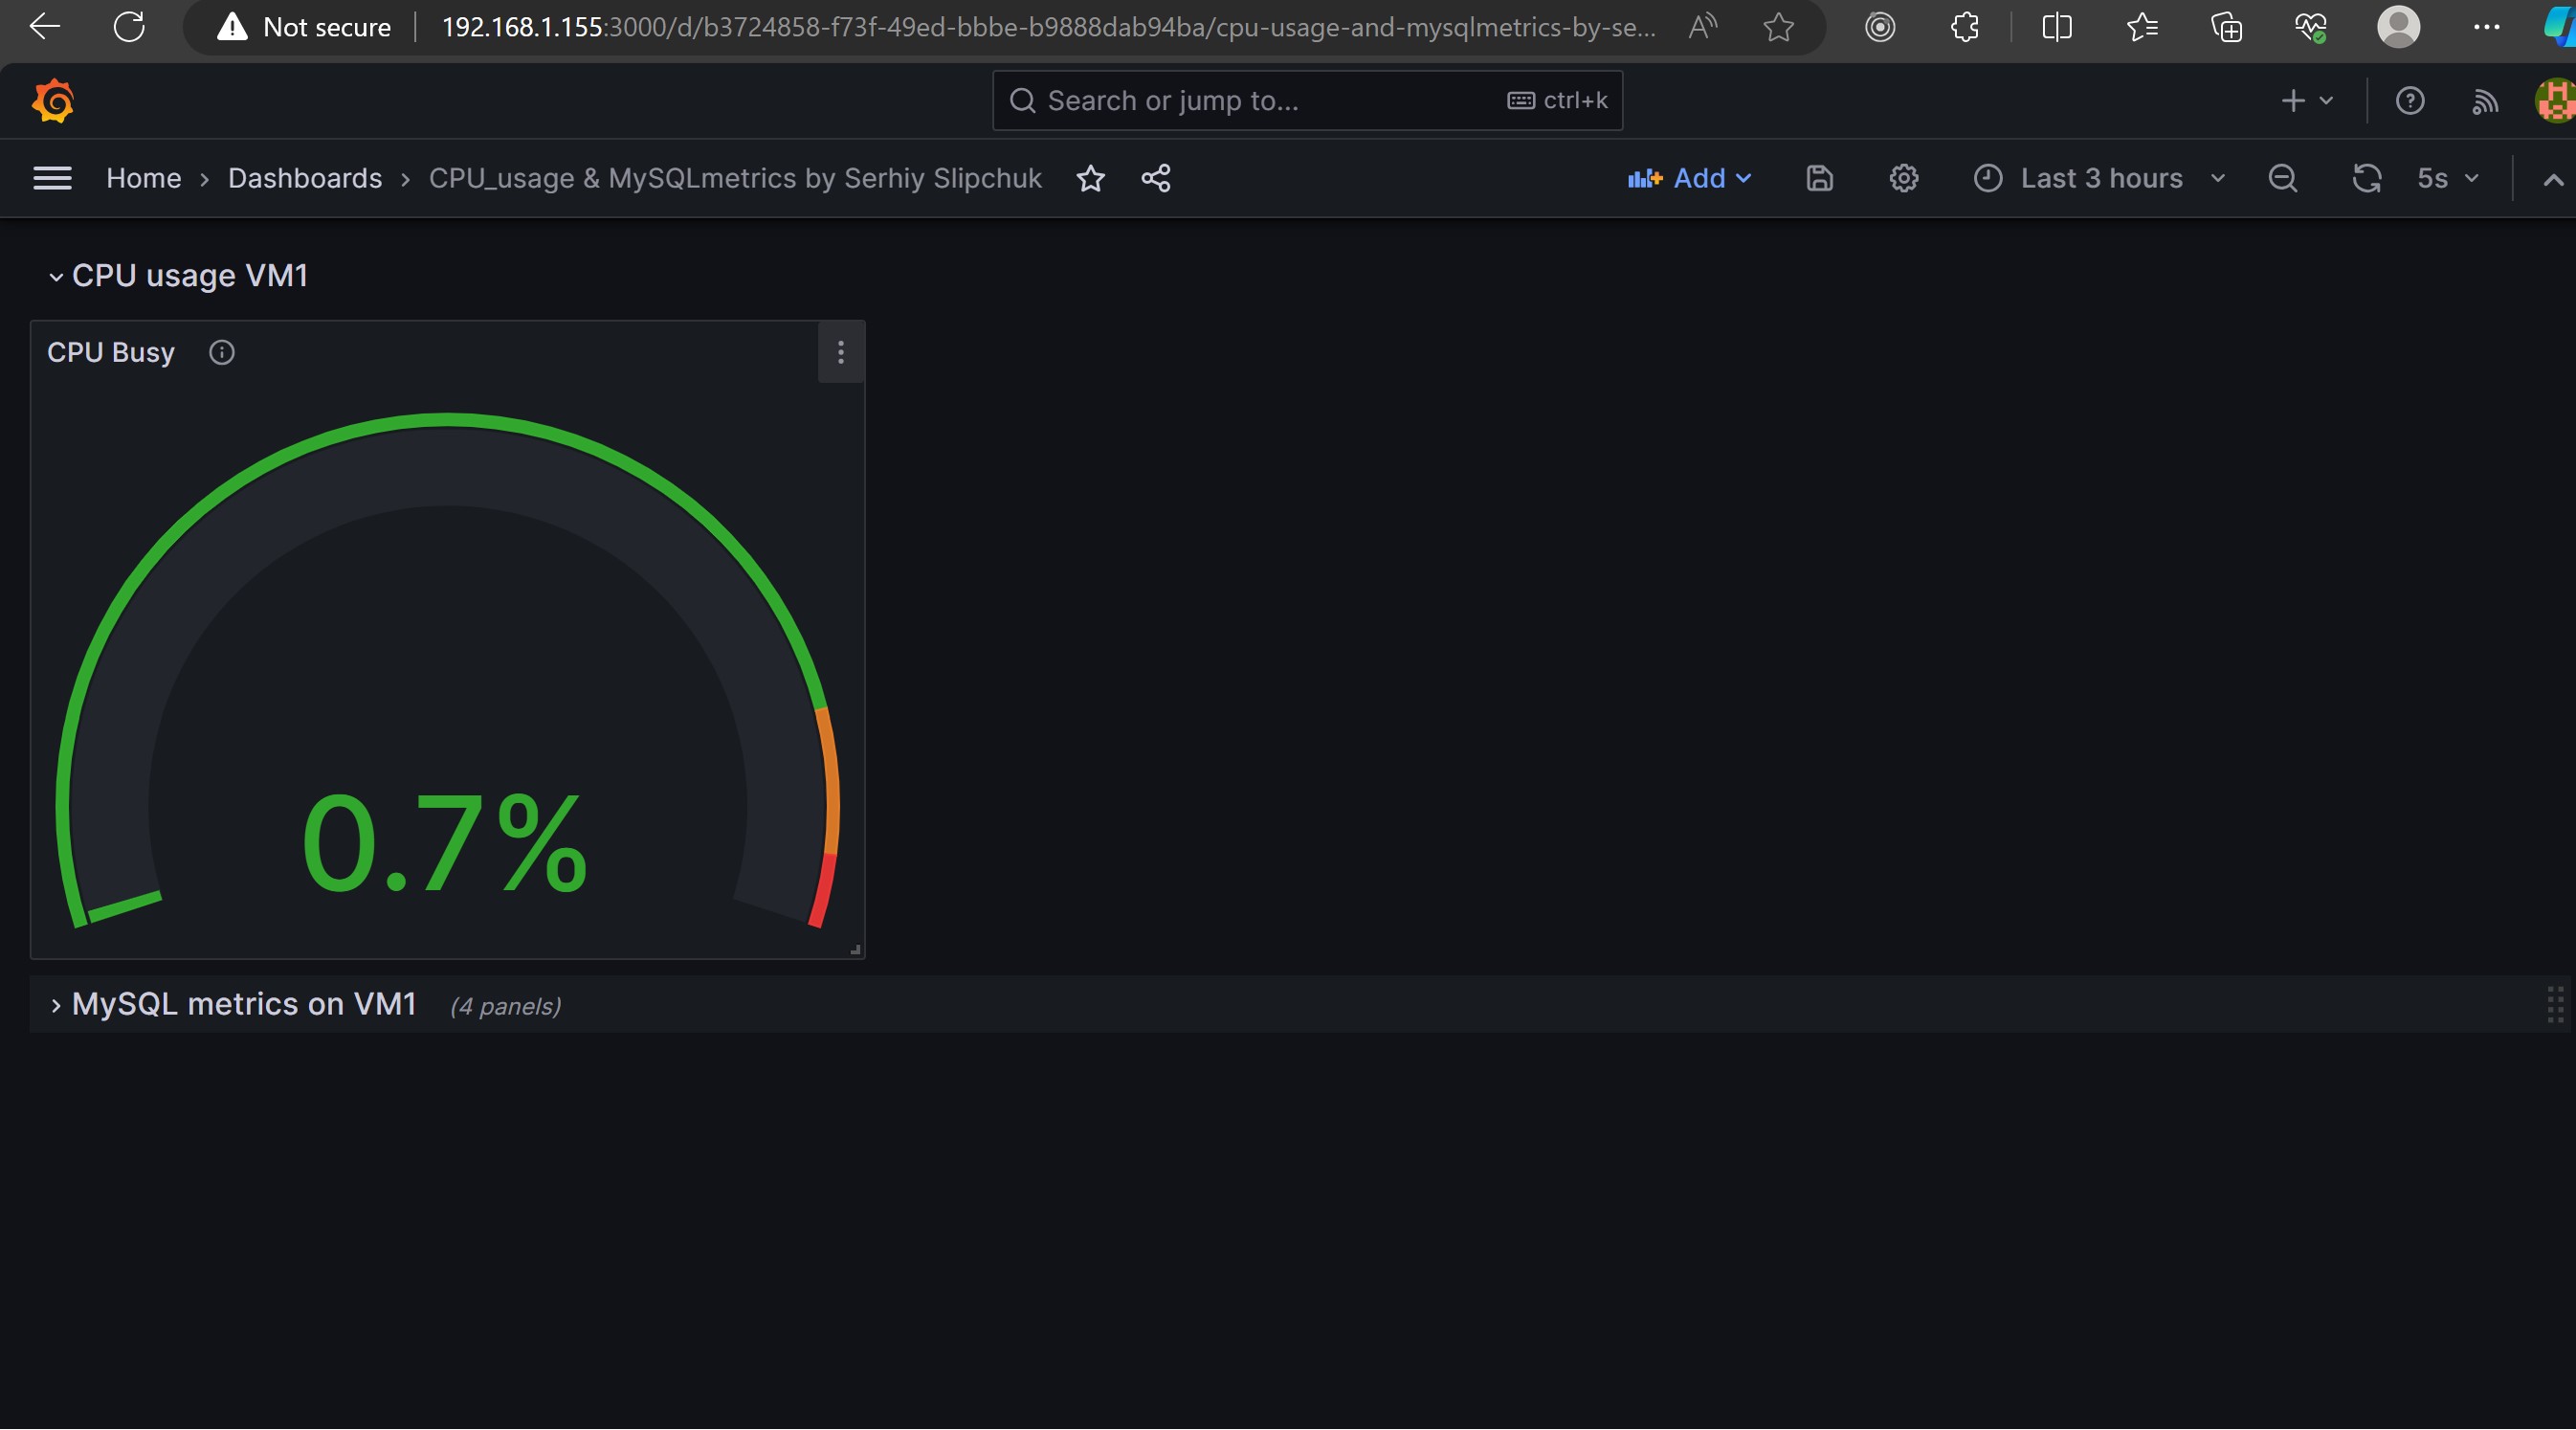 Not secure 192.168.1.155:3000/d/b3724858-f73f-49ed-bbbe-b9888dab94ba/cpu-usage-and-mysqlmetrics-by-se...
Search or jump to... ctrl+k
Home › Dashboards › CPU_usage & MySQLmetrics by Serhiy Slipchuk Add Last 3 hours 5s
CPU usage VM1
CPU Busy
0.7%
MySQL metrics on VM1 (4 panels)